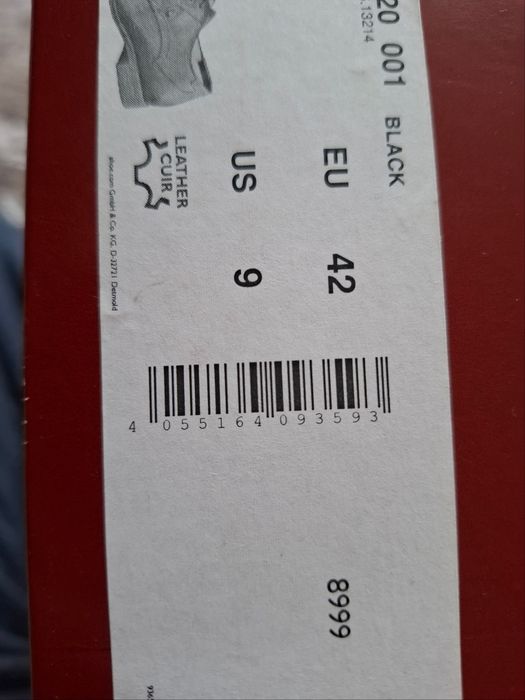 20 001 BLACK
.13214
EU 42
US 9
LEATHER
CUIR
4 055164 093593
8999